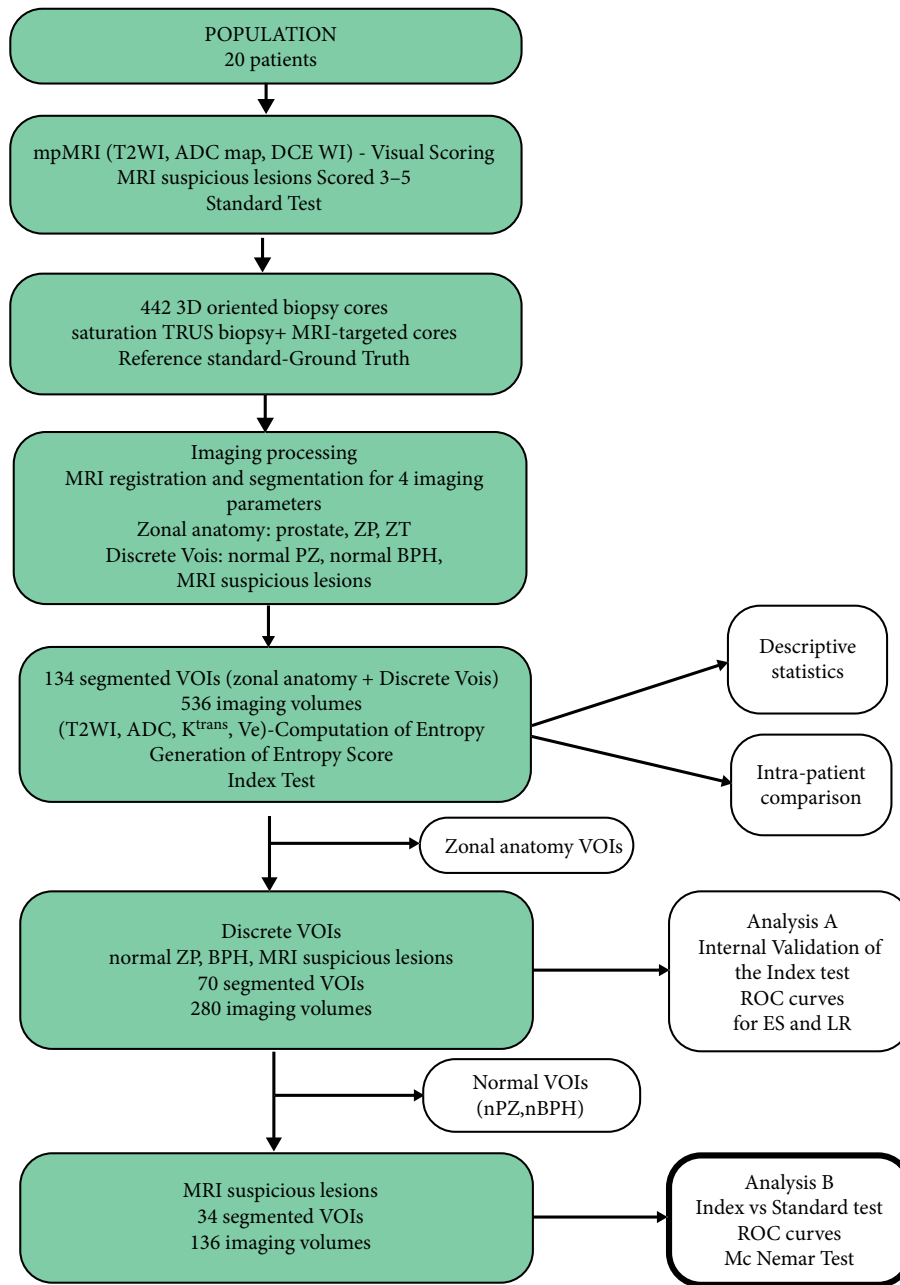 POPULATION
20 patients
mpMRI (T2WI, ADC map, DCE WI) - Visual Scoring
MRI suspicious lesions Scored 3–5
Standard Test
442 3D oriented biopsy cores
saturation TRUS biopsy+ MRI-targeted cores
Reference standard-Ground Truth
Imaging processing
MRI registration and segmentation for 4 imaging
parameters
Zonal anatomy: prostate, ZP, ZT
Discrete Vois: normal PZ, normal BPH,
MRI suspicious lesions
134 segmented VOIs (zonal anatomy + Discrete Vois)
536 imaging volumes
(T2WI, ADC, K^trans, Ve)-Computation of Entropy
Generation of Entropy Score
Index Test
Descriptive
statistics
Intra-patient
comparison
Zonal anatomy VOIs
Discrete VOIs
normal ZP, BPH, MRI suspicious lesions
70 segmented VOIs
280 imaging volumes
Analysis A
Internal Validation of
the Index test
ROC curves
for ES and LR
Normal VOIs
(nPZ,nBPH)
MRI suspicious lesions
34 segmented VOIs
136 imaging volumes
Analysis B
Index vs Standard test
ROC curves
Mc Nemar Test